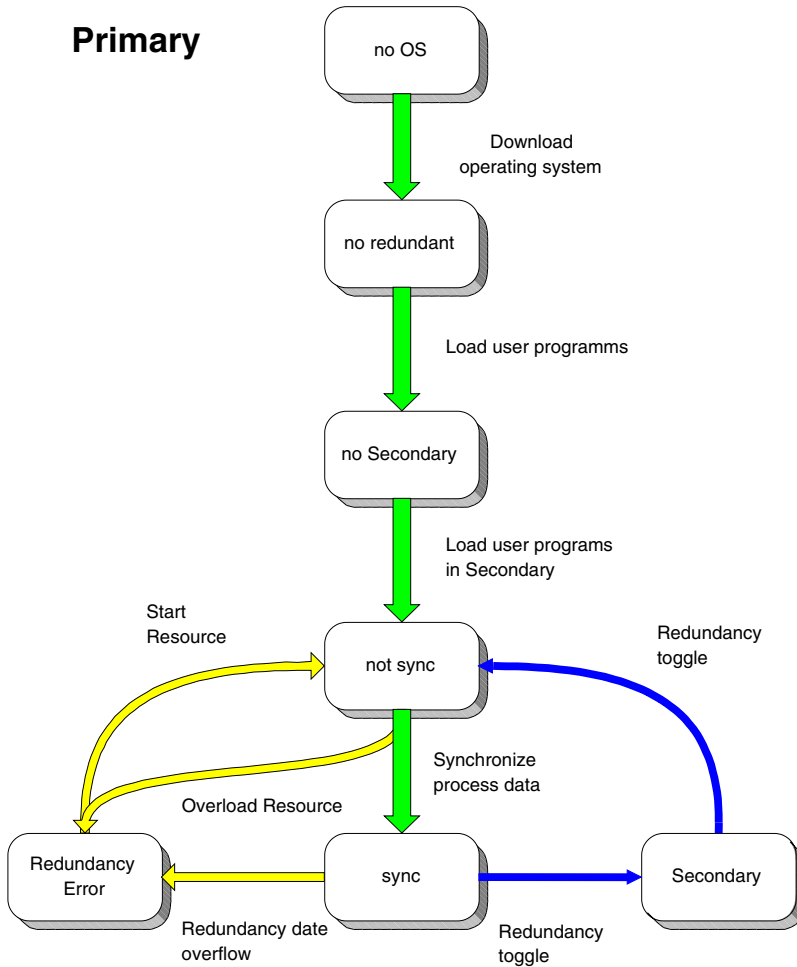 Primary
no OS
Download
operating system
no redundant
Load user programms
no Secondary
Load user programs
in Secondary
Start
Resource
not sync
Redundancy
toggle
Synchronize
process data
Overload Resource
Redundancy
Error
sync
Secondary
Redundancy date
overflow
Redundancy
toggle